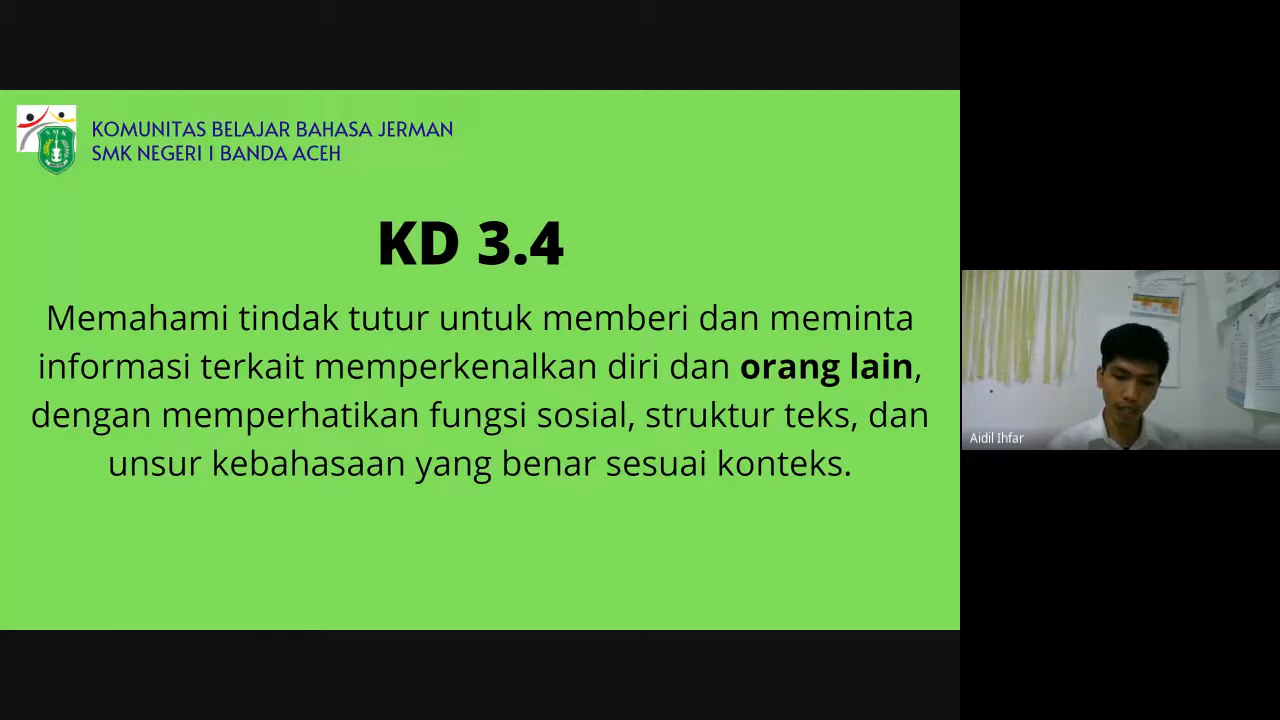 KOMUNITAS BELAJAR BAHASA JERMAN
SMK NEGERI 1 BANDA ACEH
SMK
KD 3.4
Memahami tindak tutur untuk memberi dan meminta
informasi terkait memperkenalkan diri dan orang lain,
dengan memperhatikan fungsi sosial, struktur teks, dan
unsur kebahasaan yang benar sesuai konteks.
Aidil Ihfar